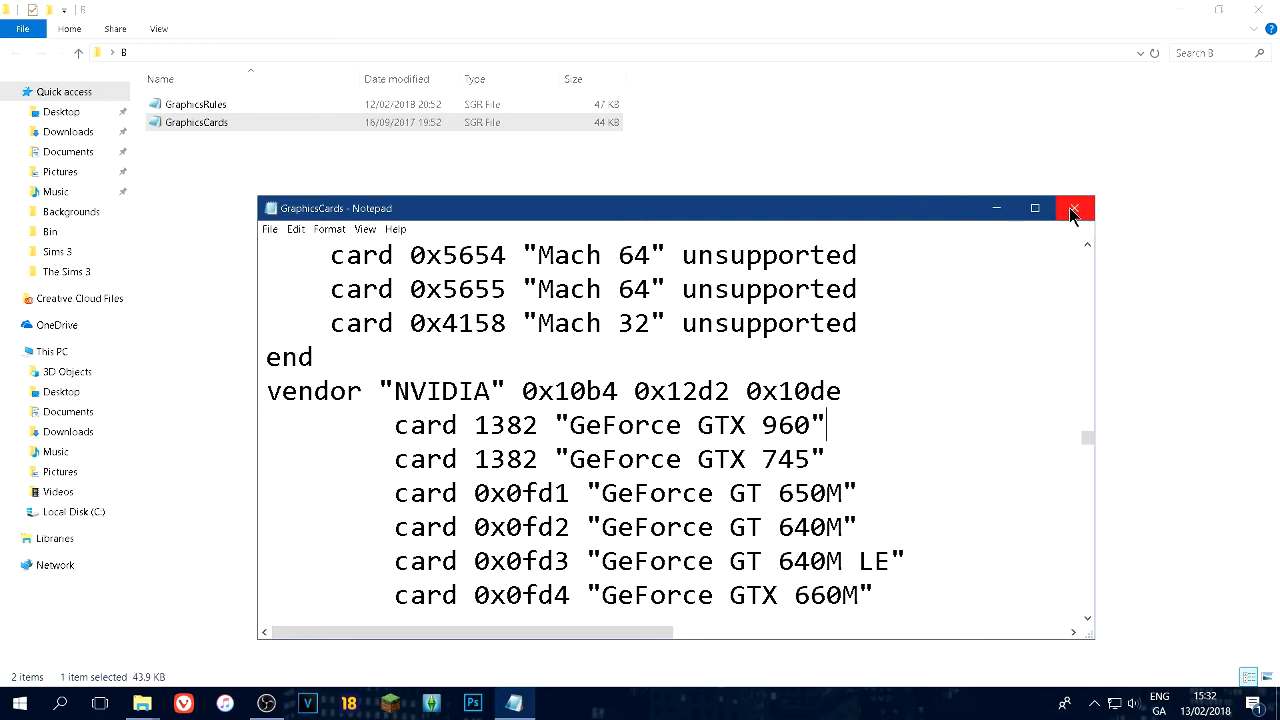 B
File Home Share View
B
Search B
Name Date modified Type Size
GraphicsRules 12/02/2018 20:52 SGR File 47 KB
GraphicsCards 16/09/2017 19:52 SGR File 44 KB
Quick access
Desktop
Downloads
Documents
Pictures
Music
Backgrounds
Bin
Sims 3
The Sims 3
Creative Cloud Files
OneDrive
This PC
3D Objects
Desktop
Documents
Downloads
Music
Pictures
Videos
Local Disk (C:)
Libraries
Network
GraphicsCards - Notepad
File Edit Format View Help
card 0x5654 "Mach 64" unsupported
card 0x5655 "Mach 64" unsupported
card 0x4158 "Mach 32" unsupported
end
vendor "NVIDIA" 0x10b4 0x12d2 0x10de
card 1382 "GeForce GTX 960"
card 1382 "GeForce GTX 745"
card 0x0fd1 "GeForce GT 650M"
card 0x0fd2 "GeForce GT 640M"
card 0x0fd3 "GeForce GT 640M LE"
card 0x0fd4 "GeForce GTX 660M"
2 items 1 item selected 43.9 KB
V 18 Ps
ENG 15:32
GA 13/02/2018
1